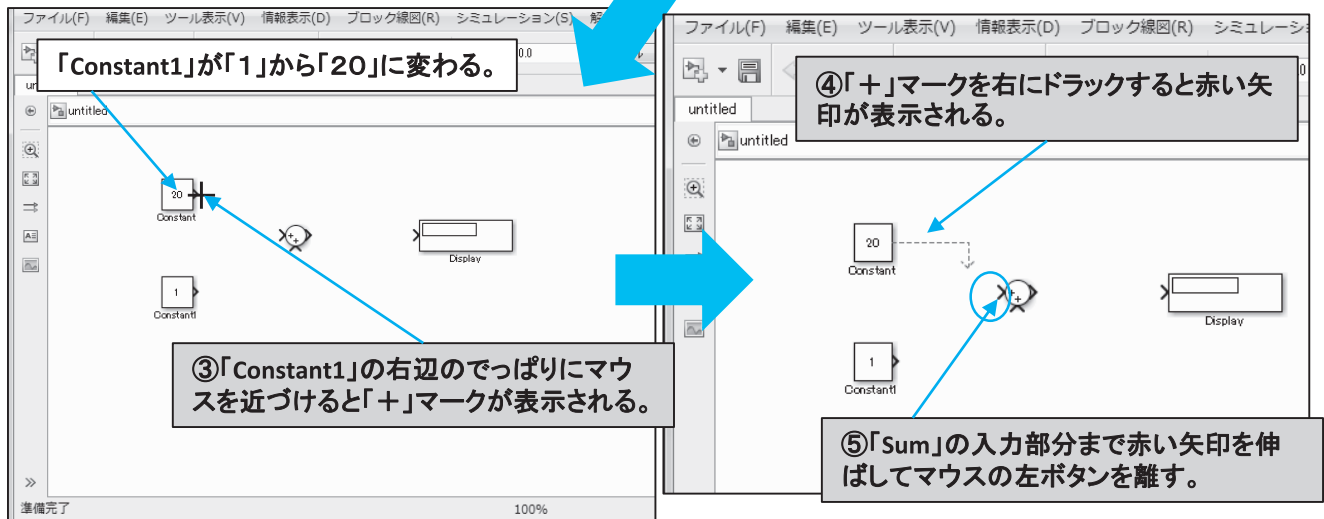 ファイル(F) 編集(E) ツール表示(V) 情報表示(D) ブロック線図(R) シミュレーション(S)
「Constant1」が「１」から「２０」に変わる。
untitled
20
Constant
Display
1
Constant1
③「Constant1」の右辺のでっぱりにマウ
スを近づけると「＋」マークが表示される。
準備完了
100%
ファイル(F) 編集(E) ツール表示(V) 情報表示(D) ブロック線図(R)
④「＋」マークを右にドラックすると赤い矢
印が表示される。
untitled
untitled
20
Constant
Display
1
Constant1
⑤「Sum」の入力部分まで赤い矢印を伸
ばしてマウスの左ボタンを離す。